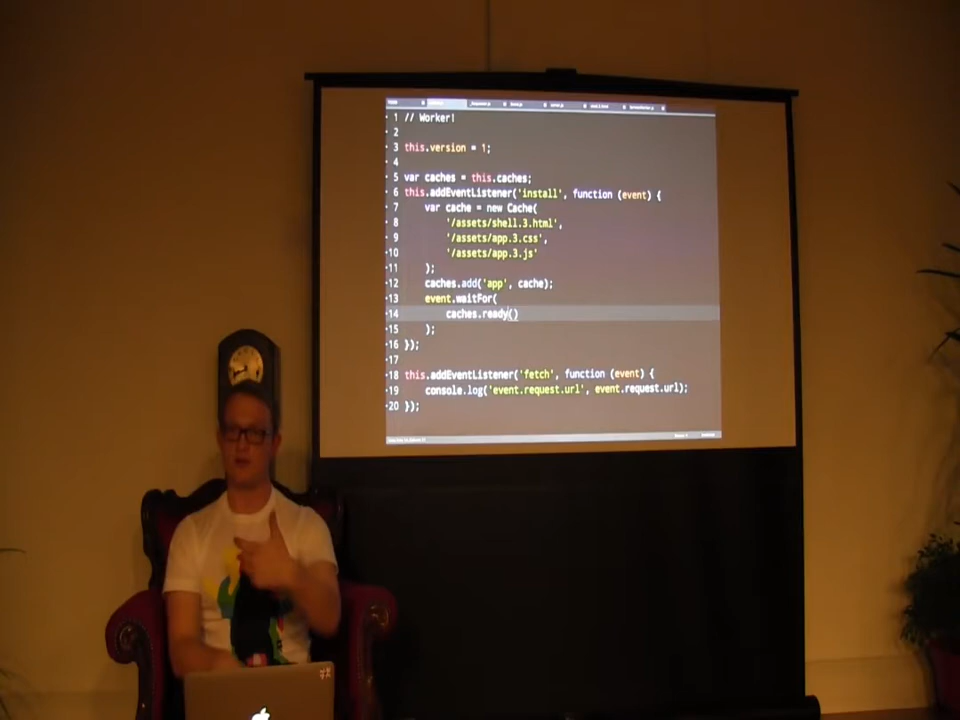 1 // Worker!
2
3 this.version = 1;
4
5 var caches = this.caches;
6 this.addEventListener('install', function (event) {
7 var cache = new Cache(
8 '/assets/shell.3.html',
9 '/assets/app.3.css',
10 '/assets/app.3.js'
11 );
12 caches.add('app', cache);
13 event.waitFor(
14 caches.ready()
15 );
16 });
17
18 this.addEventListener('fetch', function (event) {
19 console.log('event.request.url', event.request.url);
20 });